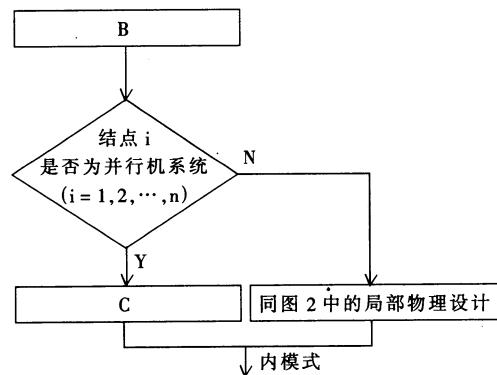 B
结点 i
是否为并行机系统
(i = 1,2,…,n)
N
Y
C
同图 2 中的局部物理设计
内模式